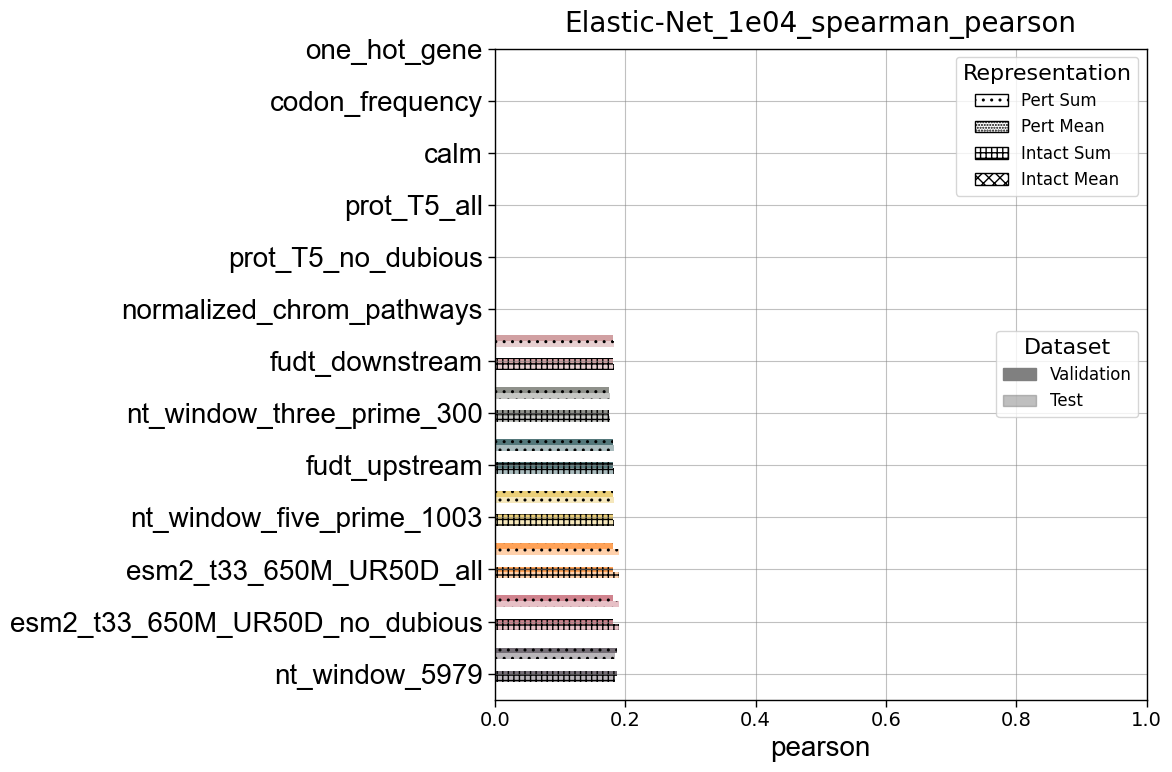 Elastic-Net_1e04_spearman_pearson
one_hot_gene
codon_frequency
calm
prot_T5_all
prot_T5_no_dubious
normalized_chrom_pathways
fudt_downstream
nt_window_three_prime_300
fudt_upstream
nt_window_five_prime_1003
esm2_t33_650M_UR50D_all
esm2_t33_650M_UR50D_no_dubious
nt_window_5979
Representation
Pert Sum
Pert Mean
Intact Sum
Intact Mean
Dataset
Validation
Test
0.0 0.2 0.4 0.6 0.8 1.0
pearson